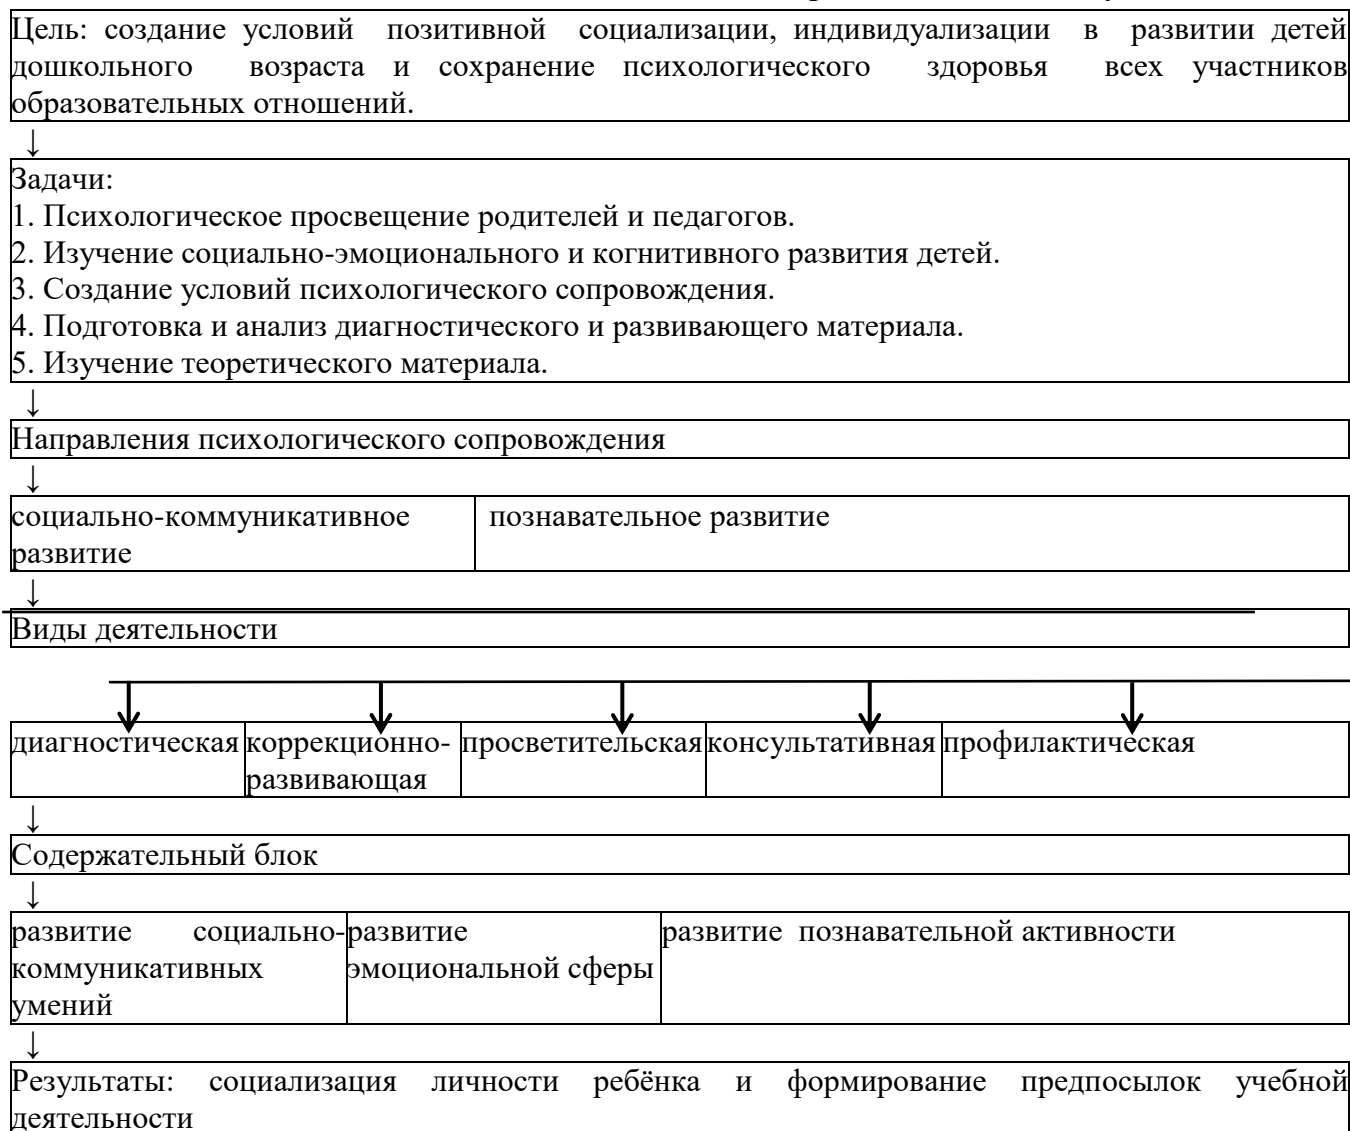 Цель: создание условий позитивной социализации, индивидуализации в развитии детей
дошкольного возраста и сохранение психологического здоровья всех участников
образовательных отношений.
↓
Задачи:
1. Психологическое просвещение родителей и педагогов.
2. Изучение социально-эмоционального и когнитивного развития детей.
3. Создание условий психологического сопровождения.
4. Подготовка и анализ диагностического и развивающего материала.
5. Изучение теоретического материала.
↓
Направления психологического сопровождения
↓
социально-коммуникативное
развитие
познавательное развитие
↓
Виды деятельности
диагностическая
коррекционно-
развивающая
просветительская
консультативная
профилактическая
↓
Содержательный блок
↓
развитие социально-
коммуникативных
умений
развитие
эмоциональной сферы
развитие познавательной активности
↓
Результаты: социализация личности ребёнка и формирование предпосылок учебной
деятельности